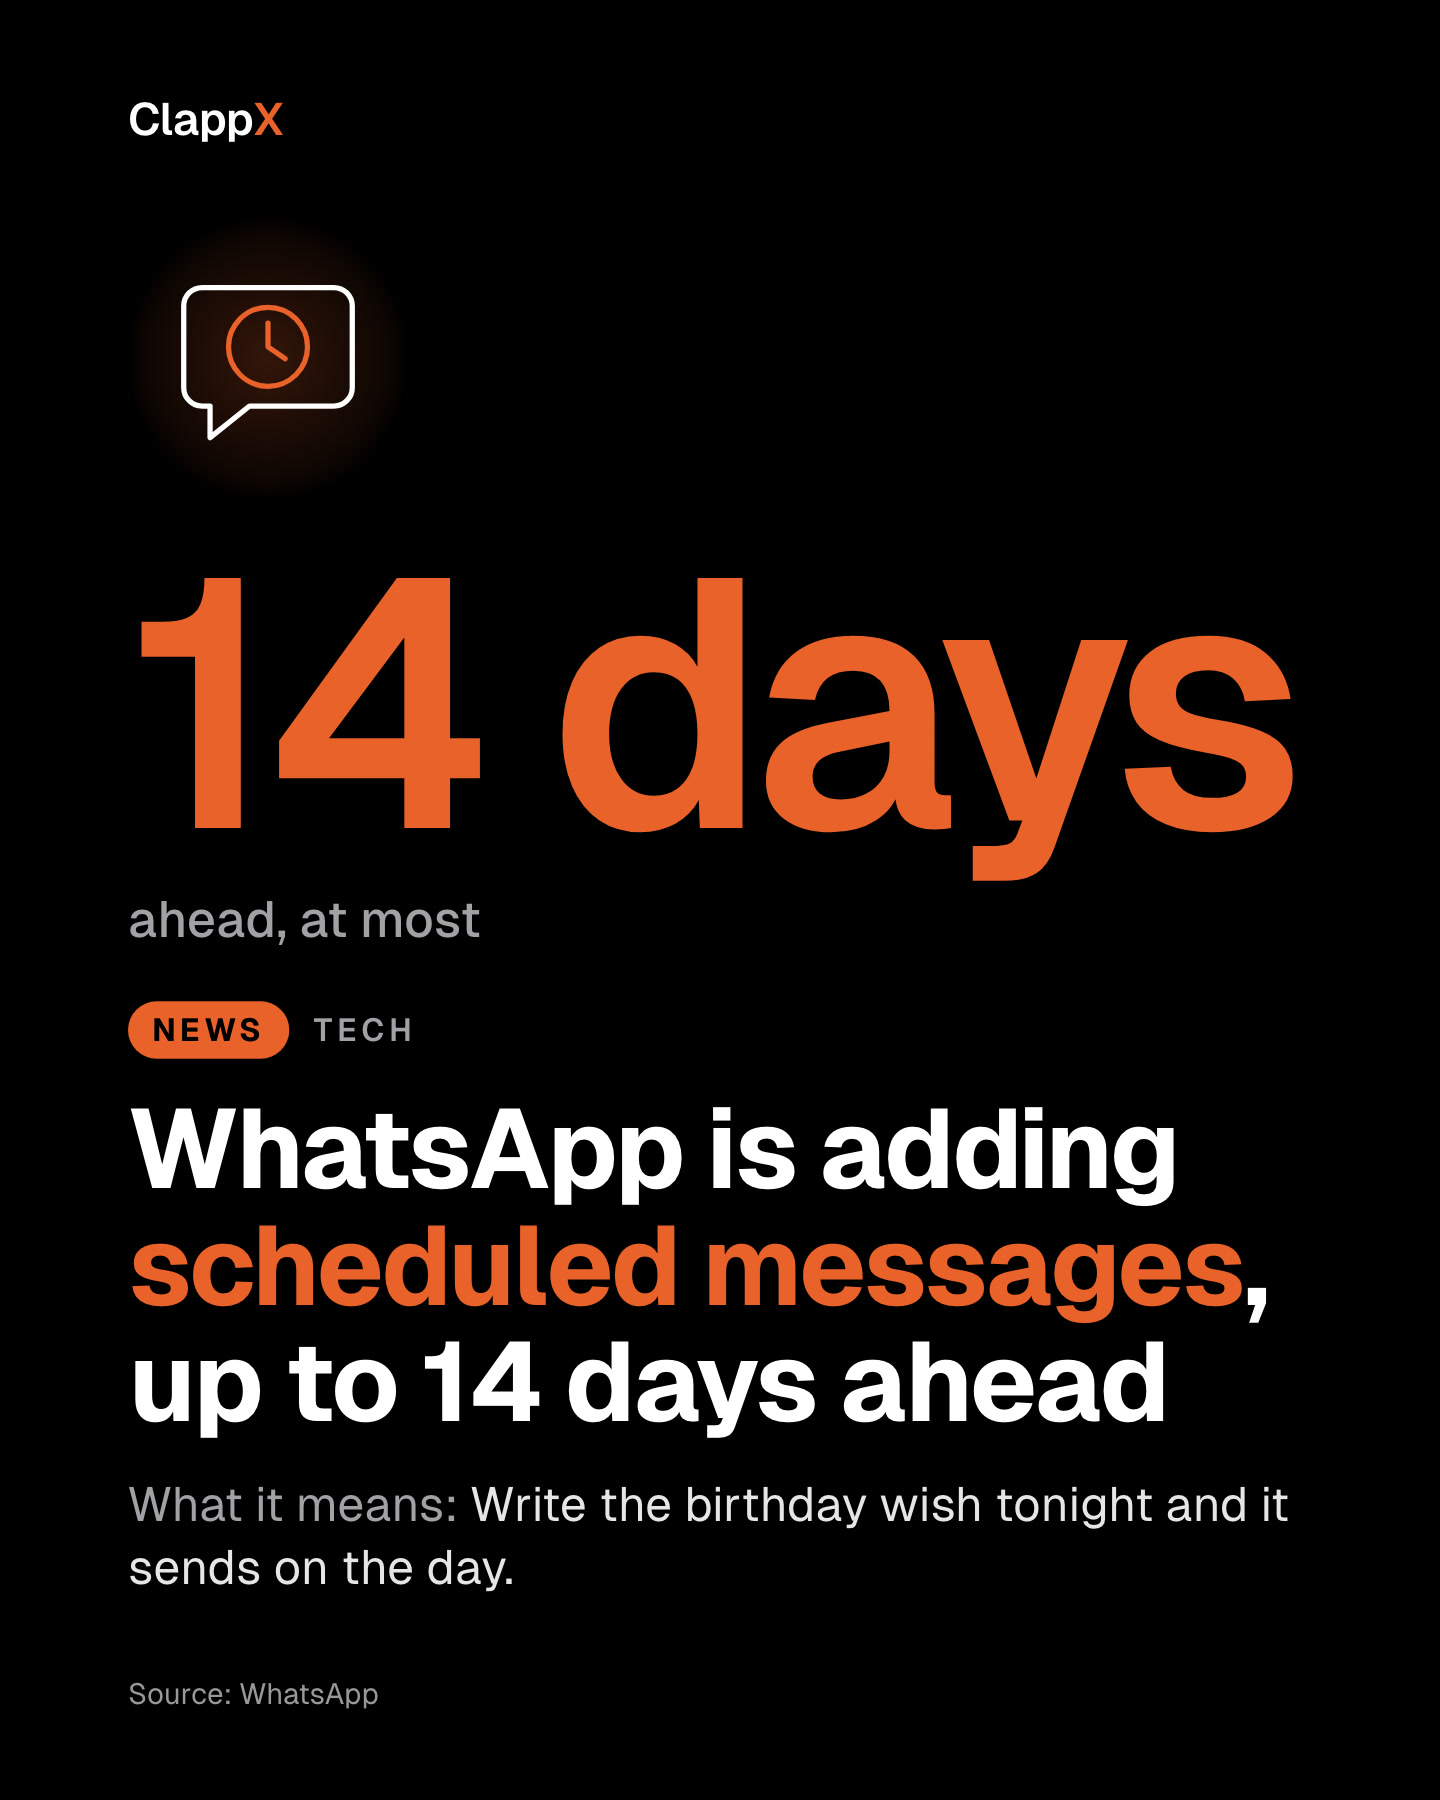 ClappX
14 days
ahead, at most
NEWS TECH
WhatsApp is adding
scheduled messages,
up to 14 days ahead
What it means: Write the birthday wish tonight and it
sends on the day.
Source: WhatsApp